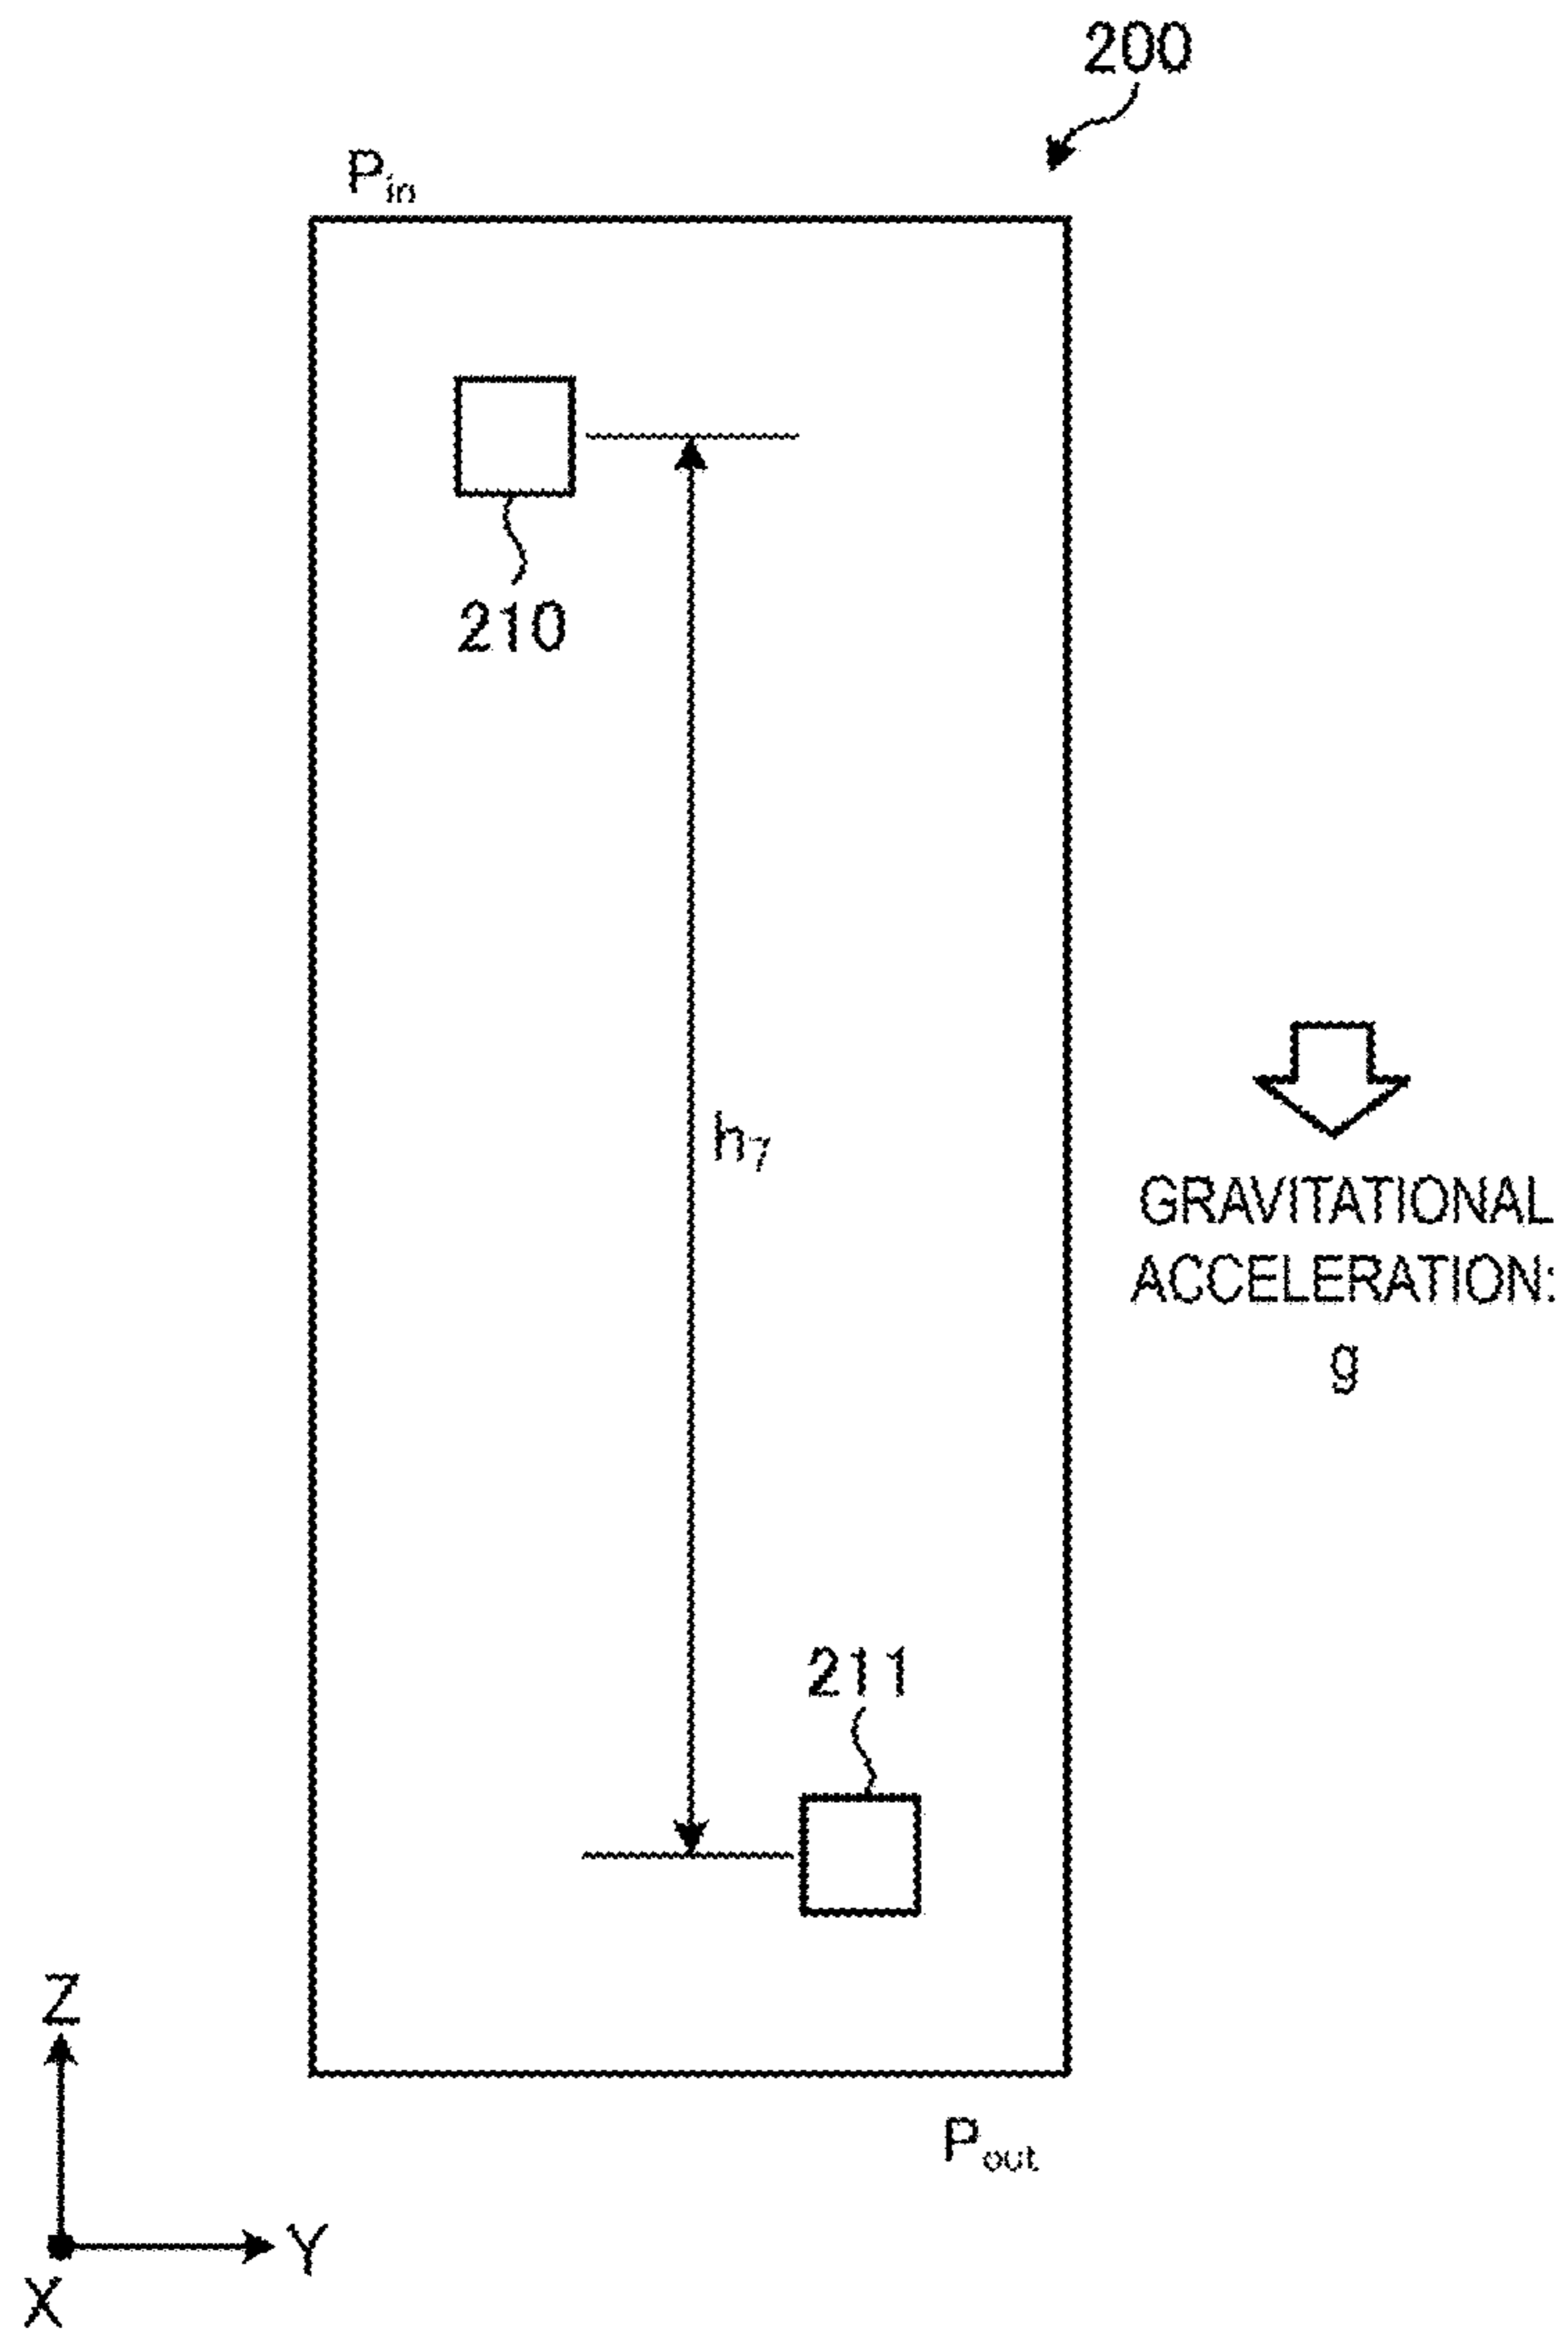 200
Pin
210
h7
GRAVITATIONAL
ACCELERATION:
g
211
Z
Pout
Y
X